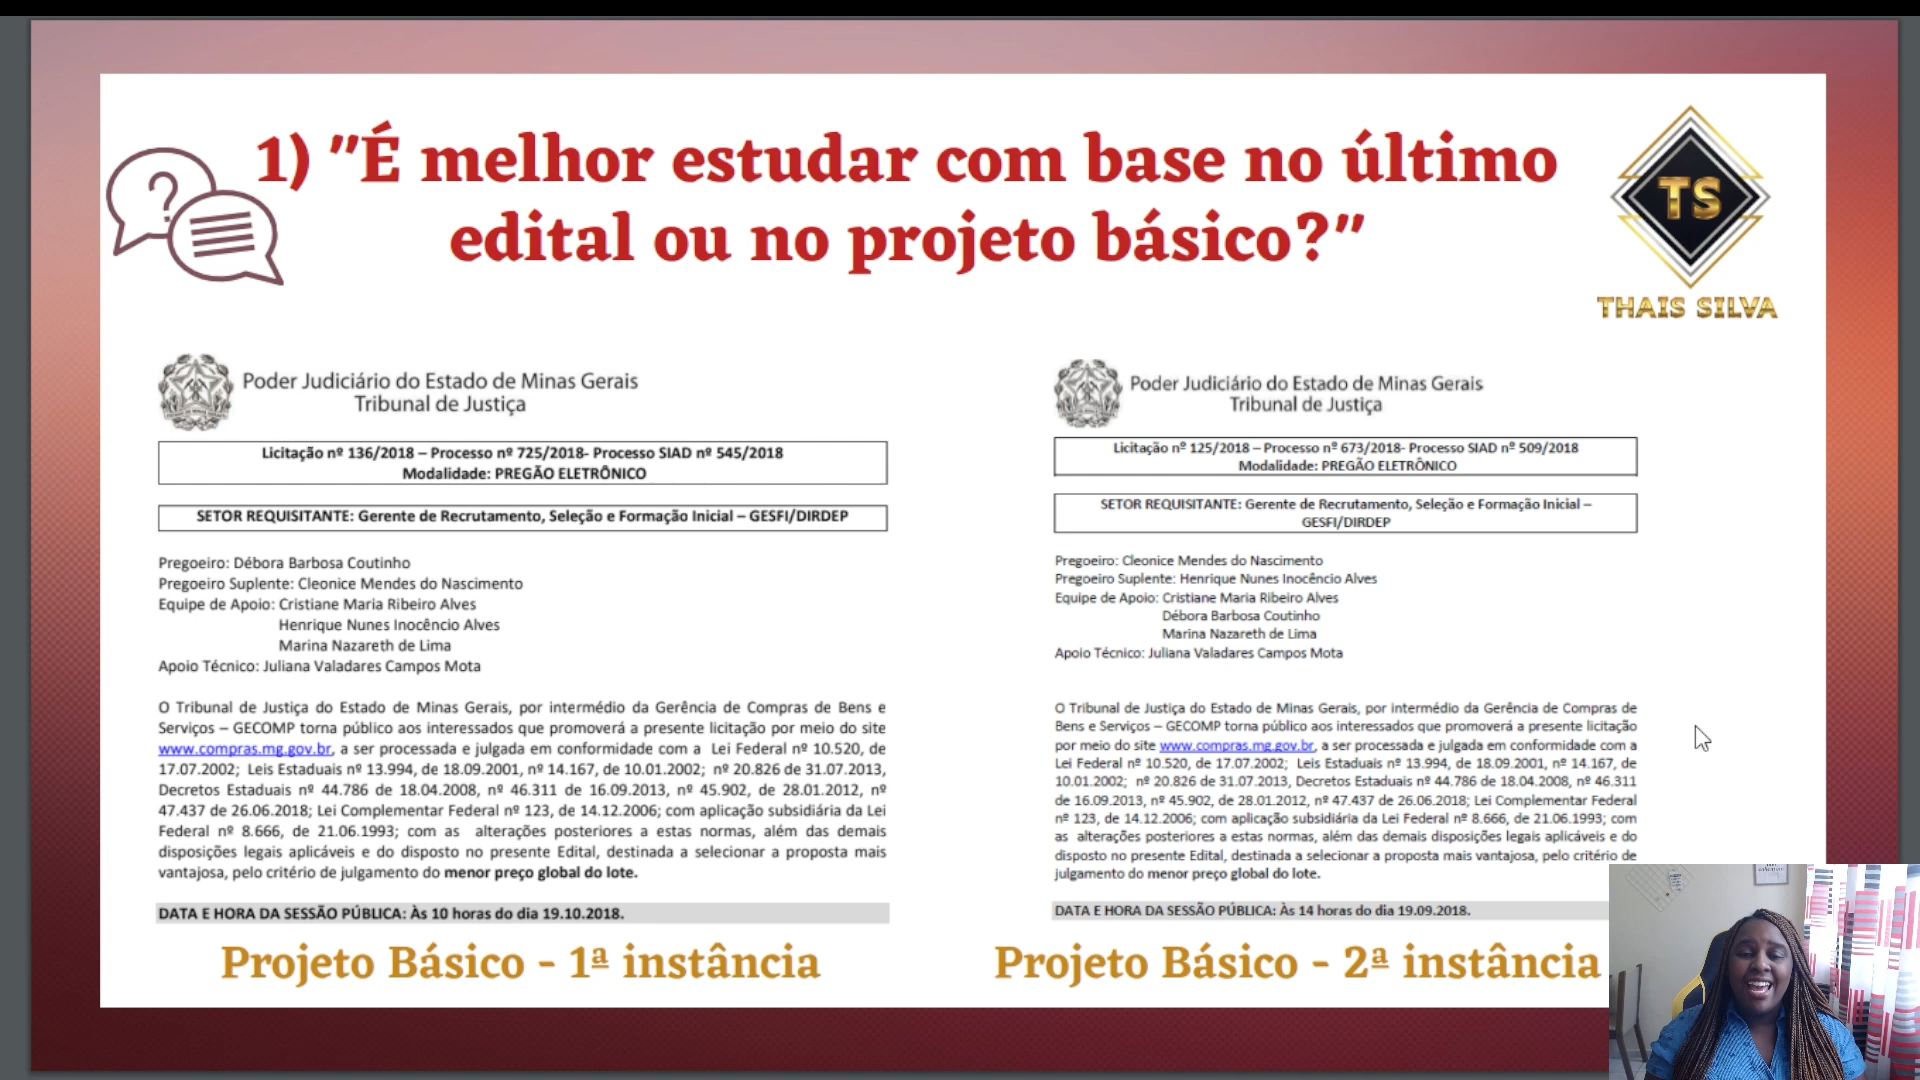 1) "É melhor estudar com base no último
edital ou no projeto básico?"
?
TS
THAIS SILVA
Poder Judiciário do Estado de Minas Gerais
Tribunal de Justiça
Licitação nº 136/2018 – Processo nº 725/2018- Processo SIAD nº 545/2018
Modalidade: PREGÃO ELETRÔNICO
SETOR REQUISITANTE: Gerente de Recrutamento, Seleção e Formação Inicial – GESFI/DIRDEP
Pregoeiro: Débora Barbosa Coutinho
Pregoeiro Suplente: Cleonice Mendes do Nascimento
Equipe de Apoio: Cristiane Maria Ribeiro Alves
Henrique Nunes Inocêncio Alves
Marina Nazareth de Lima
Apoio Técnico: Juliana Valadares Campos Mota
O Tribunal de Justiça do Estado de Minas Gerais, por intermédio da Gerência de Compras de Bens e
Serviços – GECOMP torna público aos interessados que promoverá a presente licitação por meio do site
www.compras.mg.gov.br, a ser processada e julgada em conformidade com a Lei Federal nº 10.520, de
17.07.2002; Leis Estaduais nº 13.994, de 18.09.2001, nº 14.167, de 10.01.2002; nº 20.826 de 31.07.2013,
Decretos Estaduais nº 44.786 de 18.04.2008, nº 46.311 de 16.09.2013, nº 45.902, de 28.01.2012, nº
47.437 de 26.06.2018; Lei Complementar Federal nº 123, de 14.12.2006; com aplicação subsidiária da Lei
Federal nº 8.666, de 21.06.1993; com as alterações posteriores a estas normas, além das demais
disposições legais aplicáveis e do disposto no presente Edital, destinada a selecionar a proposta mais
vantajosa, pelo critério de julgamento do menor preço global do lote.
DATA E HORA DA SESSÃO PÚBLICA: Às 10 horas do dia 19.10.2018.
Projeto Básico - 1ª instância
Poder Judiciário do Estado de Minas Gerais
Tribunal de Justiça
Licitação nº 125/2018 – Processo nº 673/2018- Processo SIAD nº 509/2018
Modalidade: PREGÃO ELETRÔNICO
SETOR REQUISITANTE: Gerente de Recrutamento, Seleção e Formação Inicial –
GESFI/DIRDEP
Pregoeiro: Cleonice Mendes do Nascimento
Pregoeiro Suplente: Henrique Nunes Inocêncio Alves
Equipe de Apoio: Cristiane Maria Ribeiro Alves
Débora Barbosa Coutinho
Marina Nazareth de Lima
Apoio Técnico: Juliana Valadares Campos Mota
O Tribunal de Justiça do Estado de Minas Gerais, por intermédio da Gerência de Compras de
Bens e Serviços – GECOMP torna público aos interessados que promoverá a presente licitação
por meio do site www.compras.mg.gov.br, a ser processada e julgada em conformidade com a
Lei Federal nº 10.520, de 17.07.2002; Leis Estaduais nº 13.994, de 18.09.2001, nº 14.167, de
10.01.2002; nº 20.826 de 31.07.2013, Decretos Estaduais nº 44.786 de 18.04.2008, nº 46.311
de 16.09.2013, nº 45.902, de 28.01.2012, nº 47.437 de 26.06.2018; Lei Complementar Federal
nº 123, de 14.12.2006; com aplicação subsidiária da Lei Federal nº 8.666, de 21.06.1993; com
as alterações posteriores a estas normas, além das demais disposições legais aplicáveis e do
disposto no presente Edital, destinada a selecionar a proposta mais vantajosa, pelo critério de
julgamento do menor preço global do lote.
DATA E HORA DA SESSÃO PÚBLICA: Às 14 horas do dia 19.09.2018.
Projeto Básico - 2ª instância